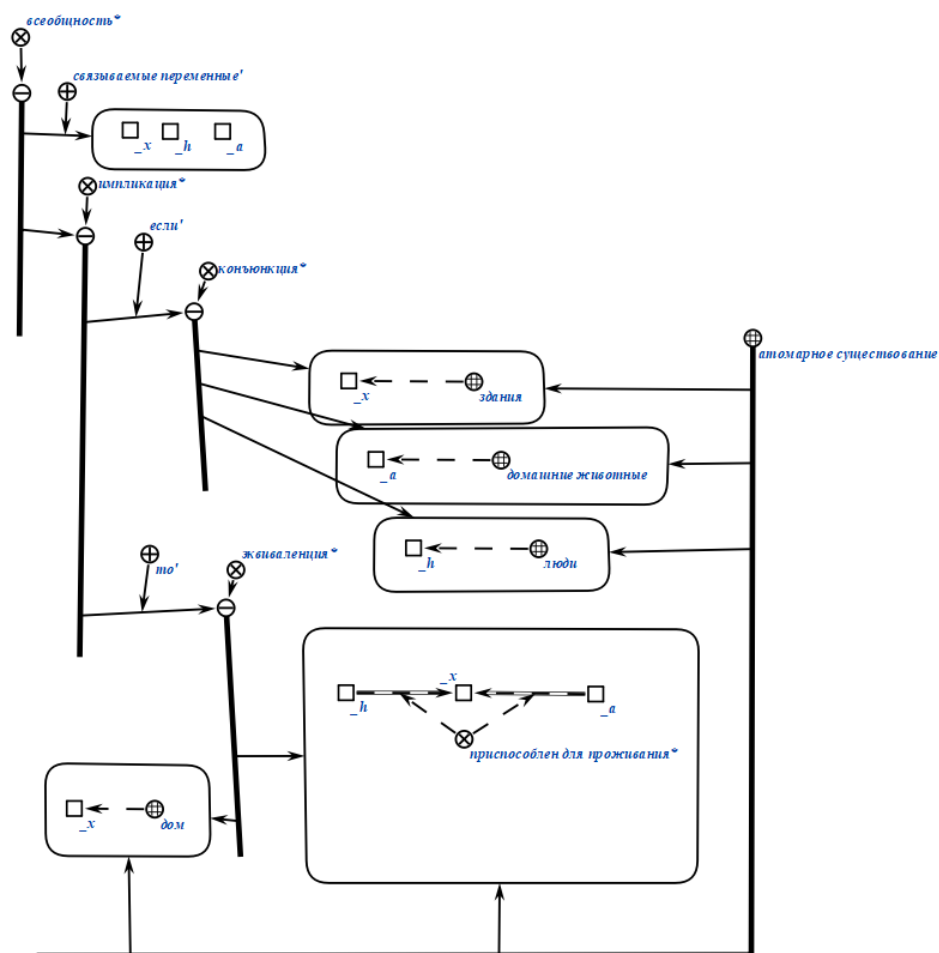 всеобщность*
связываемые переменные'
_x
_h
_a
импликация*
если'
конъюнкция*
атомарное существование
_x
здания
_a
домашние животные
_h
люди
то'
эквиваленция*
_x
_h
_a
приспособлен для проживания*
_x
дом